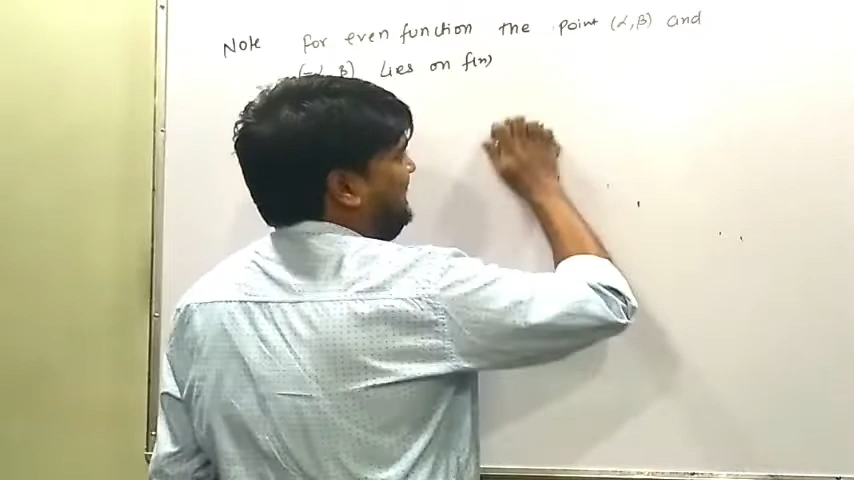 Note for even function the point (α,β) and
(-α, β) Lies on f(x)